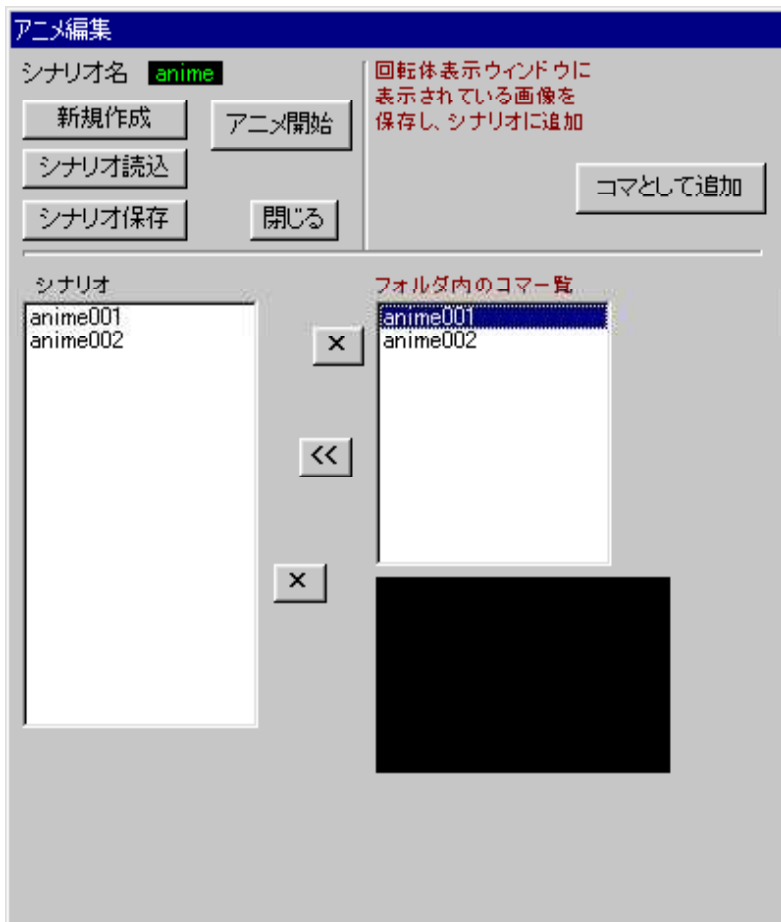 アニメ編集
シナリオ名 anime
新規作成
アニメ開始
シナリオ読込
シナリオ保存
閉じる
回転体表示ウィンドウに
表示されている画像を
保存し、シナリオに追加
コマとして追加
シナリオ
anime001
anime002
×
<<
×
フォルダ内のコマ一覧
anime001
anime002